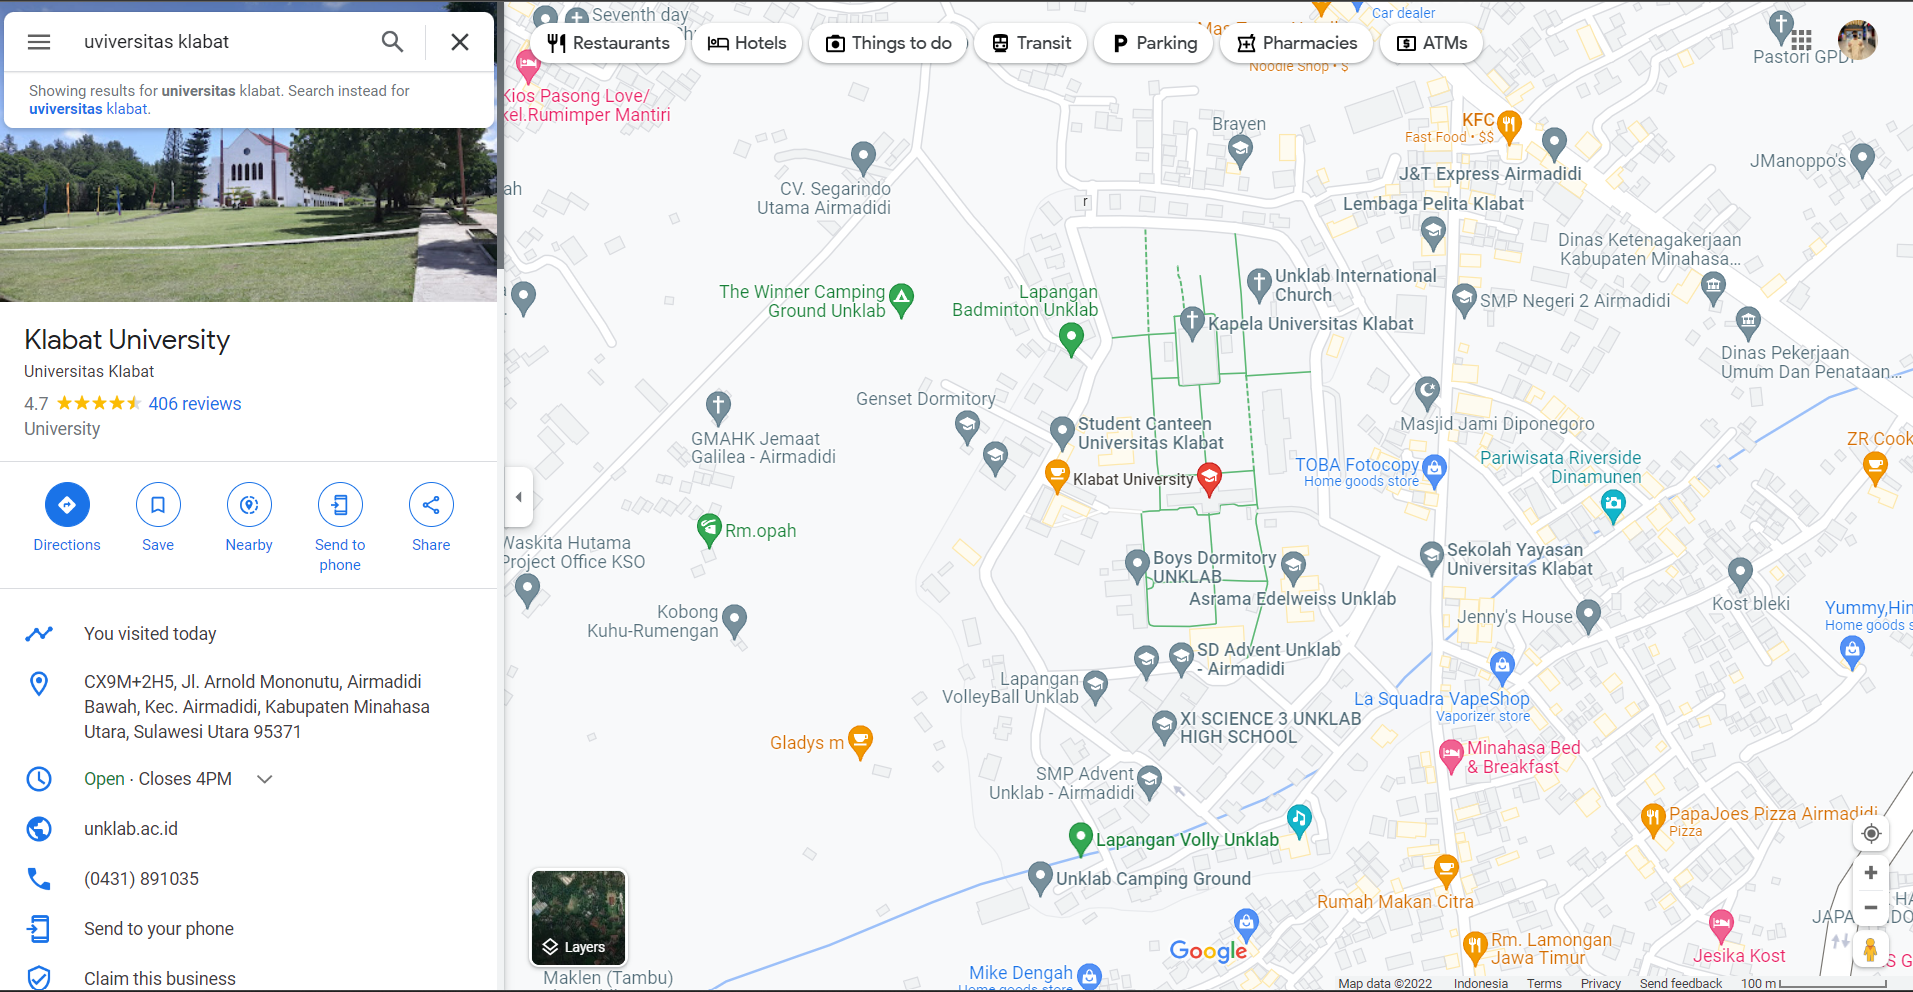 uviversitas klabat
Showing results for universitas klabat. Search instead for
uviversitas klabat.
Klabat University
Universitas Klabat
4.7
406 reviews
University
Directions
Save
Nearby
Send to
phone
Share
You visited today
CX9M+2H5, Jl. Arnold Mononutu, Airmadidi
Bawah, Kec. Airmadidi, Kabupaten Minahasa
Utara, Sulawesi Utara 95371
Open · Closes 4PM
unklab.ac.id
(0431) 891035
Send to your phone
Claim this business
Restaurants
Hotels
Things to do
Transit
Parking
Pharmacies
ATMs
Seventh day
Car dealer
Pastori GPDI
Noodle Shop · $
Kios Pasong Love/
kel.Rumimper Mantiri
Braven
KFC
Fast Food · $$
J&T Express Airmadidi
JManoppo's
CV. Segarindo
Utama Airmadidi
r
Lembaga Pelita Klabat
Dinas Ketenagakerjaan
Kabupaten Minahasa...
ah
The Winner Camping
Ground Unklab
Lapangan
Badminton Unklab
Unklab International
Church
Kapela Universitas Klabat
SMP Negeri 2 Airmadidi
Dinas Pekerjaan
Umum Dan Penataan...
Genset Dormitory
GMAHK Jemaat
Galilea - Airmadidi
Student Canteen
Universitas Klabat
Masjid Jami Diponegoro
ZR Cook
TOBA Fotocopy
Home goods store
Pariwisata Riverside
Dinamunen
Klabat University
Rm.opah
Waskita Hutama
Project Office KSO
Boys Dormitory
UNKLAB
Asrama Edelweiss Unklab
Sekolah Yayasan
Universitas Klabat
Kobong
Kuhu-Rumengan
Jenny's House
Kost bleki
Yummy,Hin
Home goods s
SD Advent Unklab
- Airmadidi
Lapangan
VolleyBall Unklab
La Squadra VapeShop
Vaporizer store
XI SCIENCE 3 UNKLAB
HIGH SCHOOL
Gladys m
Minahasa Bed
& Breakfast
SMP Advent
Unklab - Airmadidi
PapaJoes Pizza Airmadidi
Pizza
Lapangan Volly Unklab
Unklab Camping Ground
Rumah Makan Citra
Layers
Google
Rm. Lamongan
Jawa Timur
Jesika Kost
Maklen (Tambu)
Mike Dengah
Home goods store
Map data ©2022
Indonesia
Terms
Privacy
Send feedback
100 m